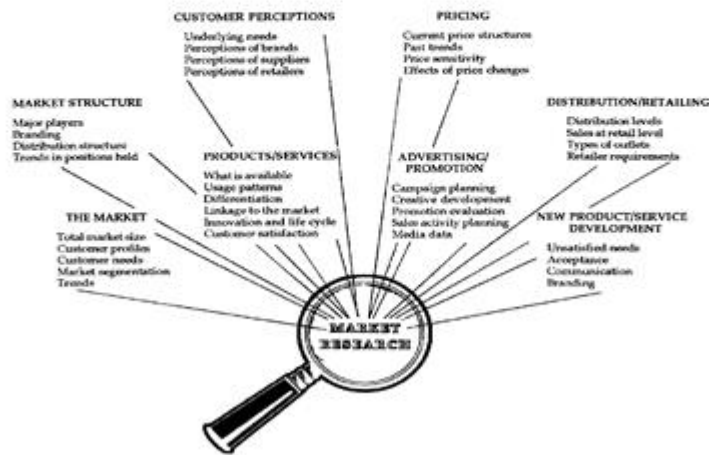 CUSTOMER PERCEPTIONS
Underlying needs
Perceptions of brands
Perceptions of suppliers
Perceptions of retailers
PRICING
Current price structures
Past trends
Price sensitivity
Effects of price changes
MARKET STRUCTURE
Major players
Branding
Distribution structure
Trends in positions held
PRODUCTS/SERVICES
What is available
Usage patterns
Differentiation
Linkage to the market
Innovation and life cycle
Customer satisfaction
ADVERTISING/
PROMOTION
Campaign planning
Creative development
Promotion evaluation
Sales activity planning
Media data
DISTRIBUTION/RETAILING
Distribution levels
Sales at retail level
Types of outlets
Retailer requirements
THE MARKET
Total market size
Customer profiles
Customer needs
Market segmentation
Trends
NEW PRODUCT/SERVICE
DEVELOPMENT
Unsatisfied needs
Acceptance
Communication
Branding
MARKET
RESEARCH